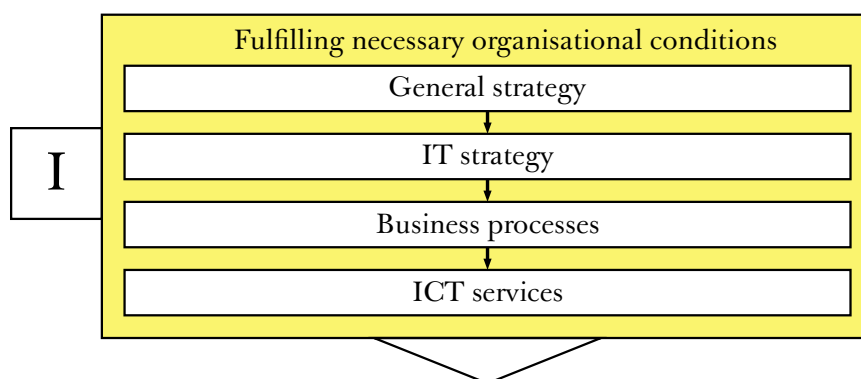 Fulfilling necessary organisational conditions
General strategy
I
IT strategy
Business processes
ICT services